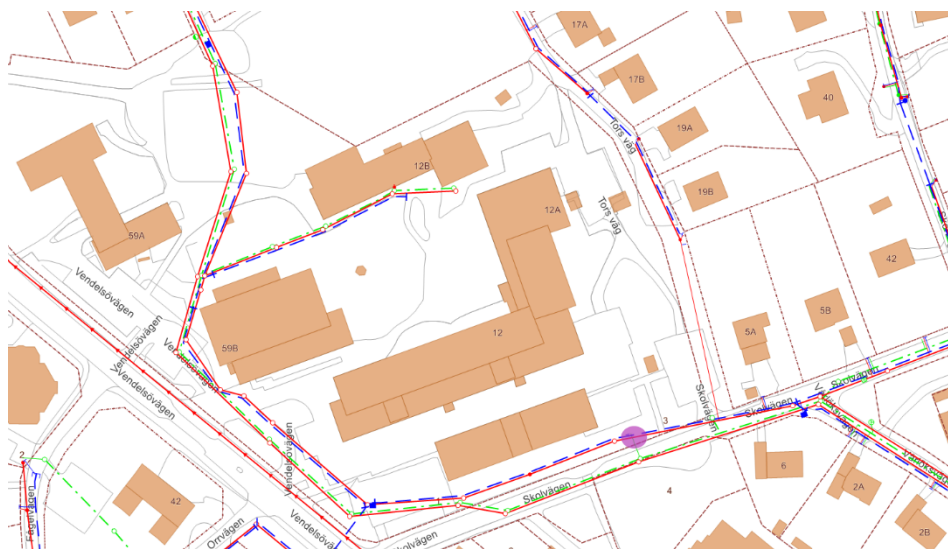 17A
17B
40
Tors väg
19A
12B
19B
12A
Tors väg
59A
42
Vendelsövägen
5B
5A
12
Vendelsövägen
59B
Vendelsövägen
Skolvägen
Vendelsövägen
Skolvägen
Skolvägen
3
Vendelsövägen
2
6
4
2A
42
Skolvägen
Orrvägen
Vendelsövägen
2B
Skolvägen